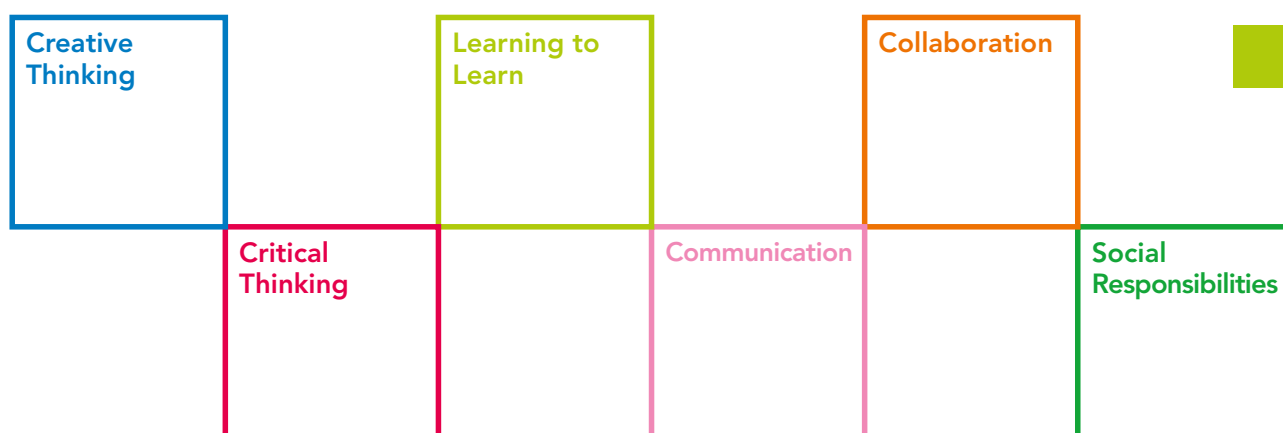 Creative
Thinking
Learning to
Learn
Collaboration
Critical
Thinking
Communication
Social
Responsibilities